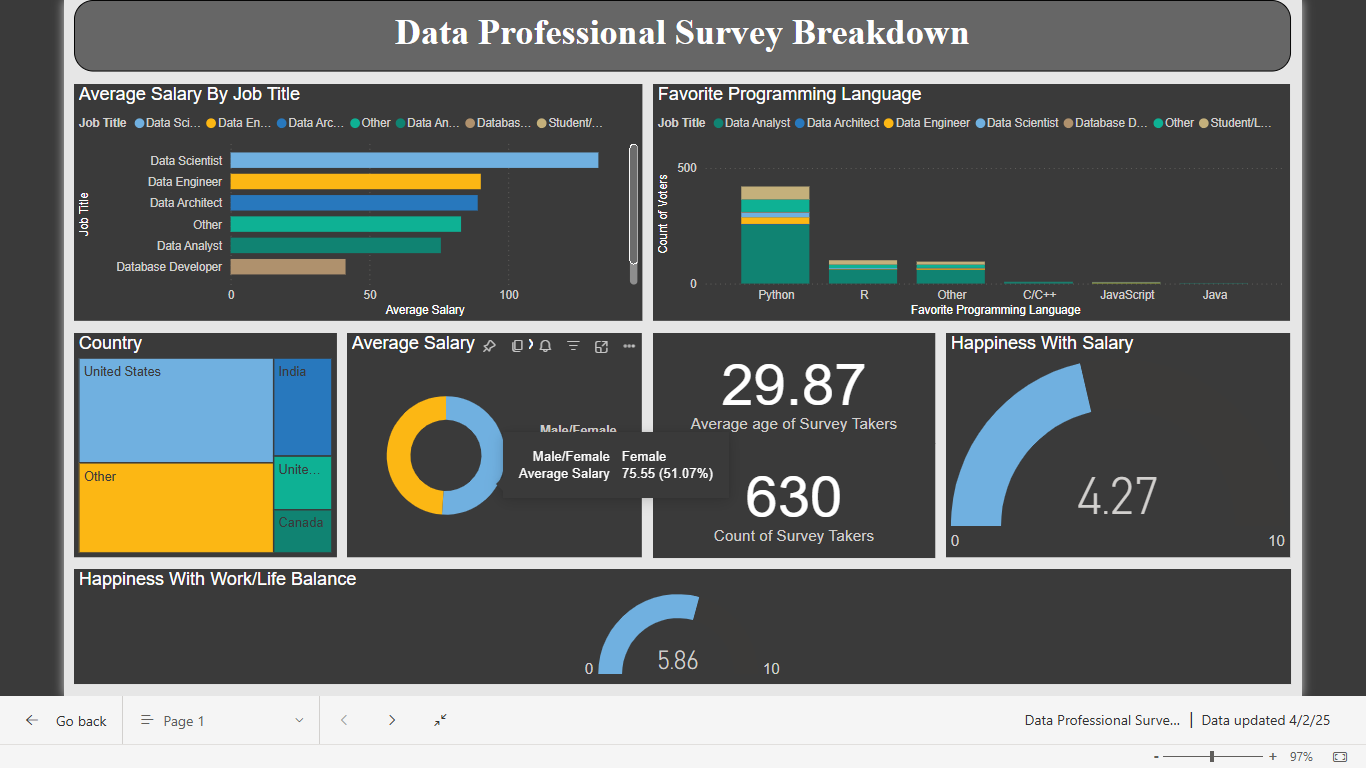 Data Professional Survey Breakdown
Average Salary By Job Title
Job Title Data Sci... Data En... Data Arc... Other Data An... Databas... Student/...
Job Title
Data Scientist
Data Engineer
Data Architect
Other
Data Analyst
Database Developer
0 50 100
Average Salary
Favorite Programming Language
Job Title Data Analyst Data Architect Data Engineer Data Scientist Database D... Other Student/L...
Count of Voters
500
0
Python R Other C/C++ JavaScript Java
Favorite Programming Language
Country
United States
India
Other
Unite...
Canada
Average Salary
Male/Female
Male/Female Female
Average Salary 75.55 (51.07%)
29.87
Average age of Survey Takers
630
Count of Survey Takers
Happiness With Salary
4.27
0 10
Happiness With Work/Life Balance
5.86
0 10
Go back
Page 1
Data Professional Surve... | Data updated 4/2/25
- + 97%